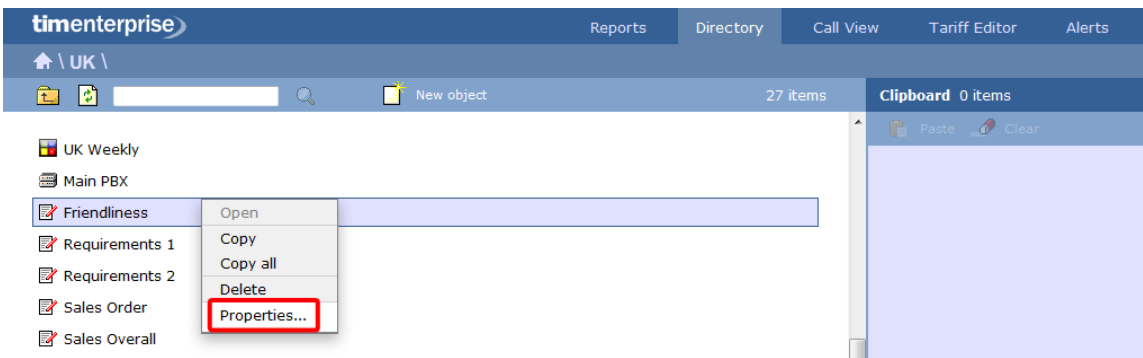 timenterprise
Reports Directory Call View Tariff Editor Alerts
\ UK \
New object 27 items Clipboard 0 items
Paste Clear
UK Weekly
Main PBX
Friendliness Open
Copy
Requirements 1
Copy all
Requirements 2
Delete
Sales Order Properties...
Sales Overall